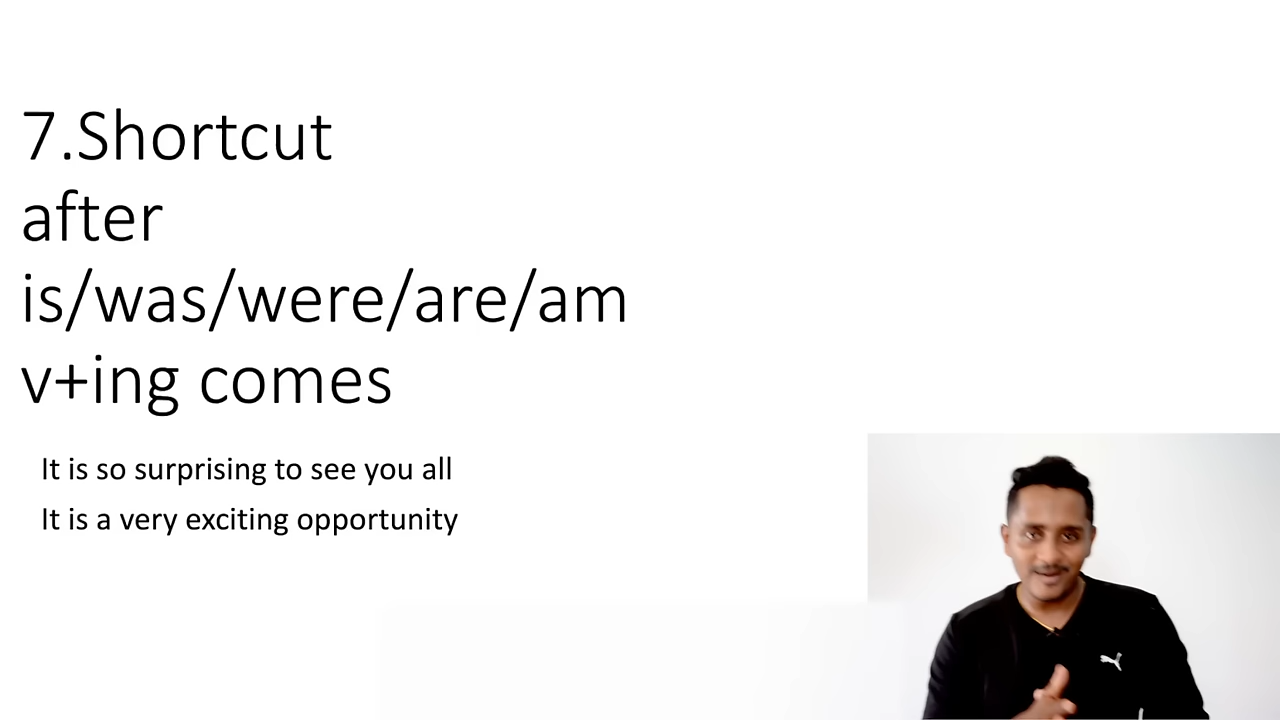 7.Shortcut
after
is/was/were/are/am
v+ing comes
It is so surprising to see you all
It is a very exciting opportunity